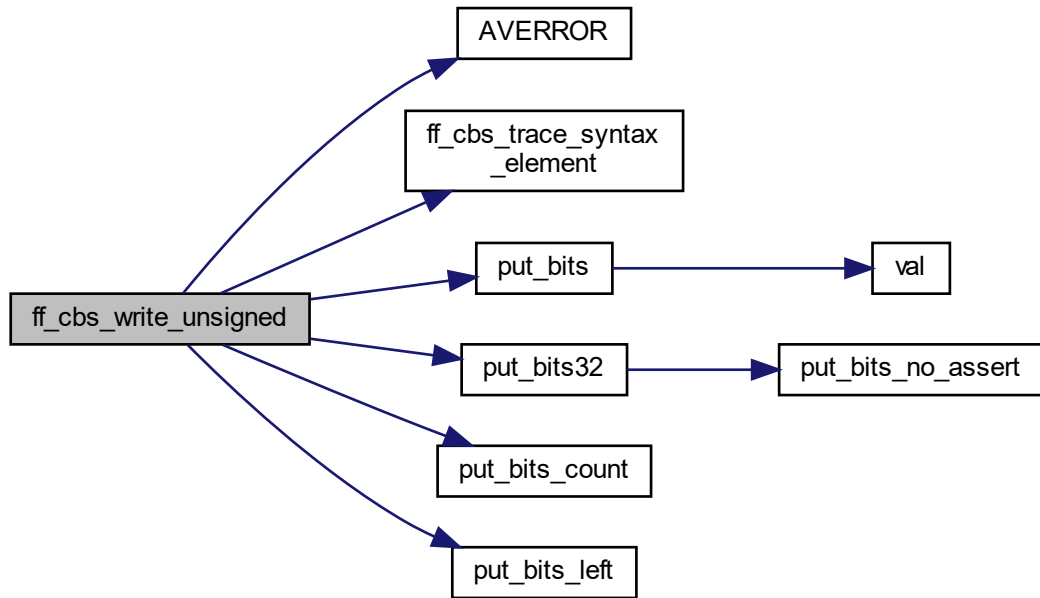 AVERROR
ff_cbs_trace_syntax
_element
put_bits
val
ff_cbs_write_unsigned
put_bits32
put_bits_no_assert
put_bits_count
put_bits_left